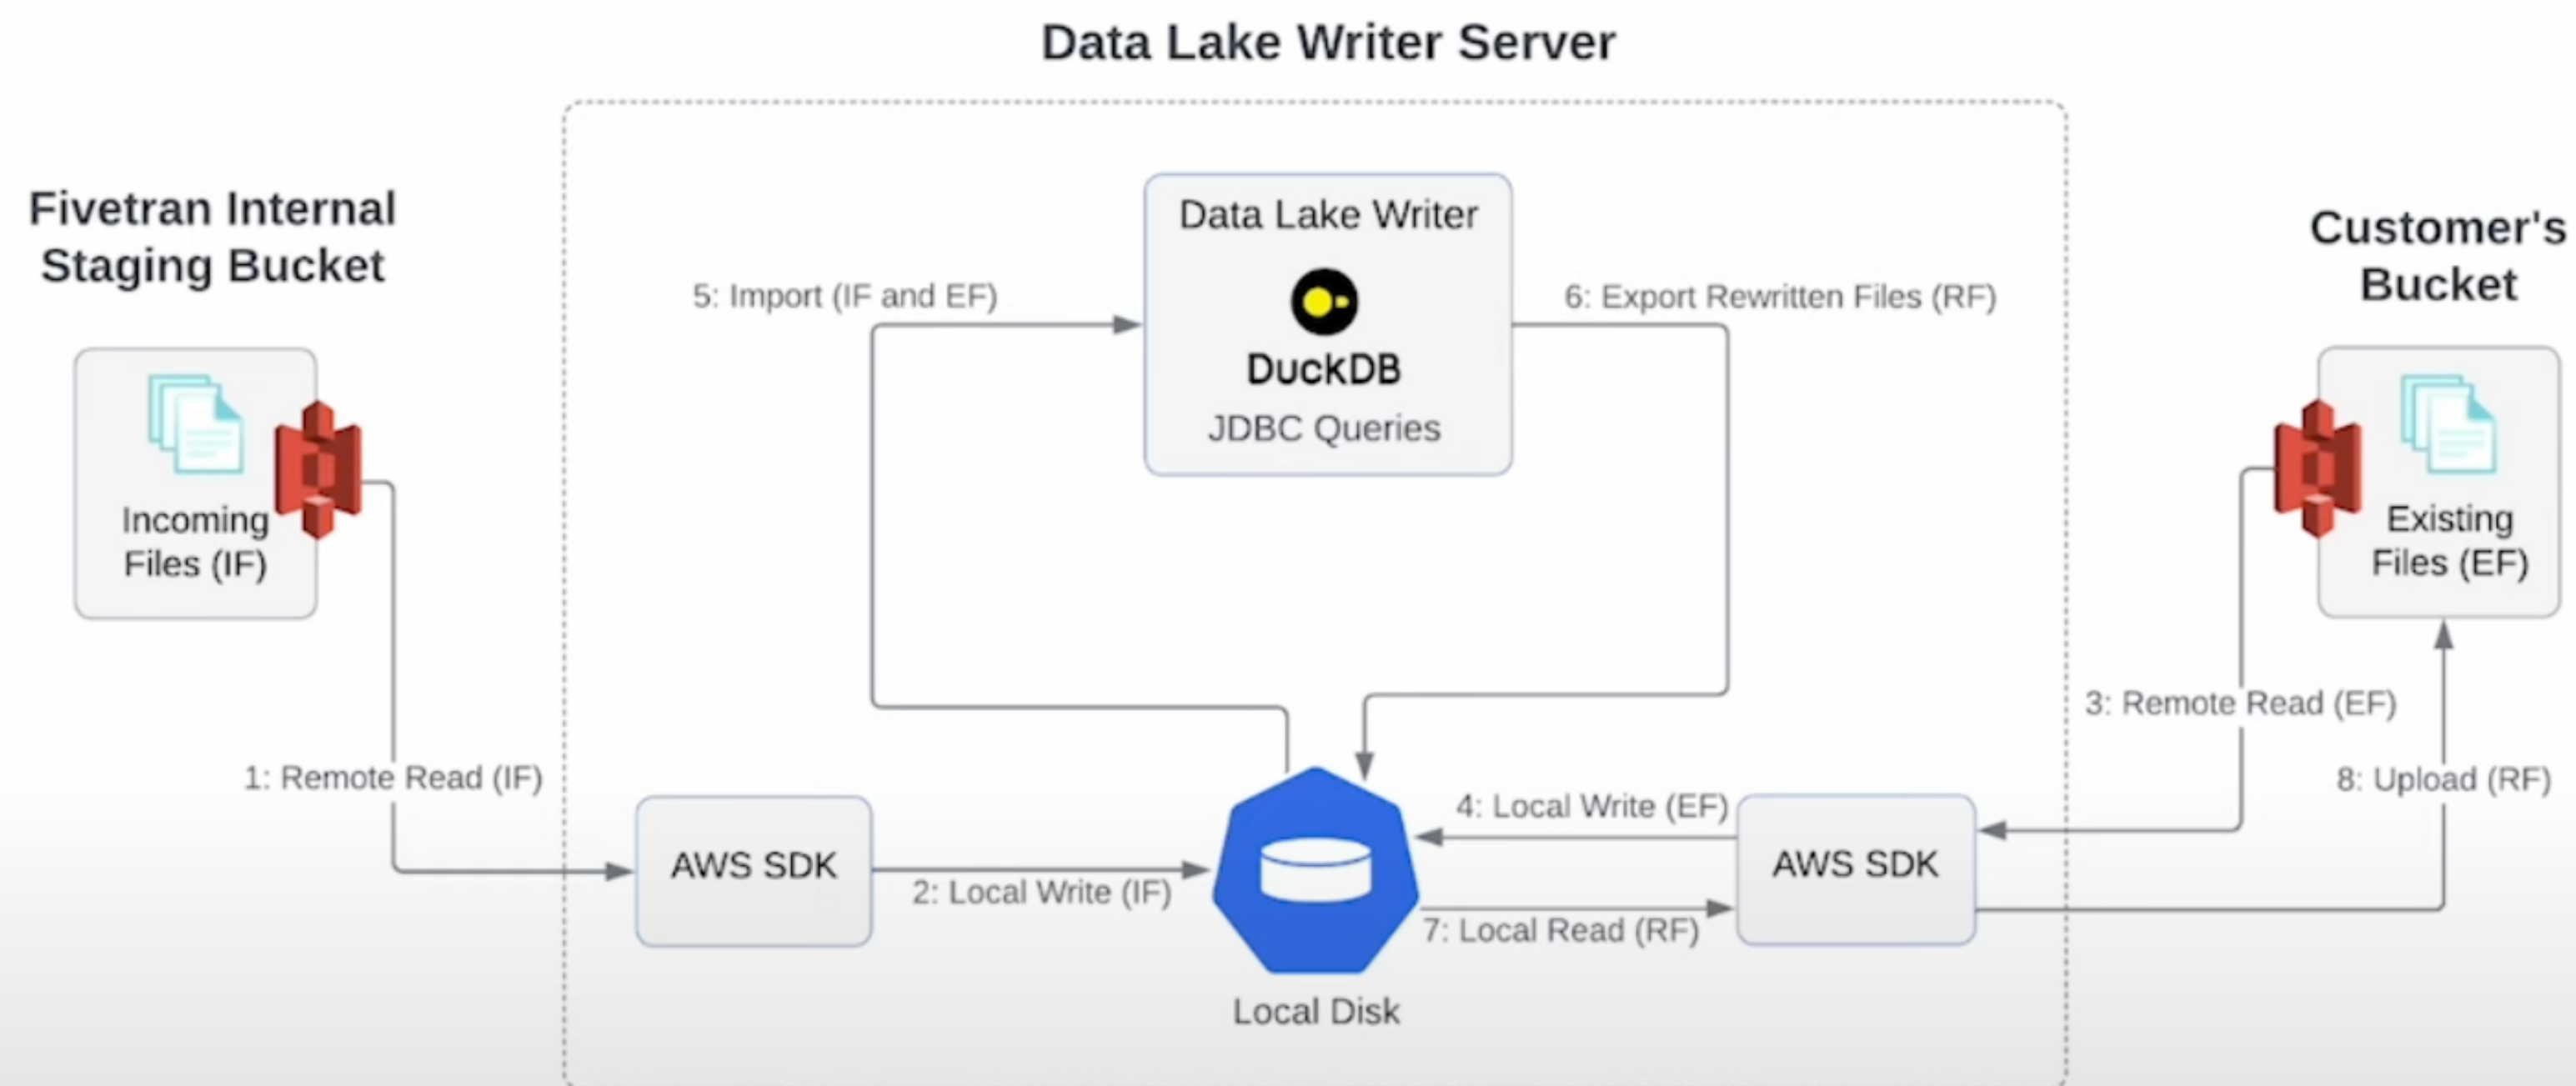 Data Lake Writer Server
Fivetran Internal
Staging Bucket
Incoming
Files (IF)
1: Remote Read (IF)
AWS SDK
2: Local Write (IF)
5: Import (IF and EF)
Data Lake Writer
DuckDB
JDBC Queries
6: Export Rewritten Files (RF)
Local Disk
4: Local Write (EF)
7: Local Read (RF)
AWS SDK
Customer's
Bucket
Existing
Files (EF)
3: Remote Read (EF)
8: Upload (RF)